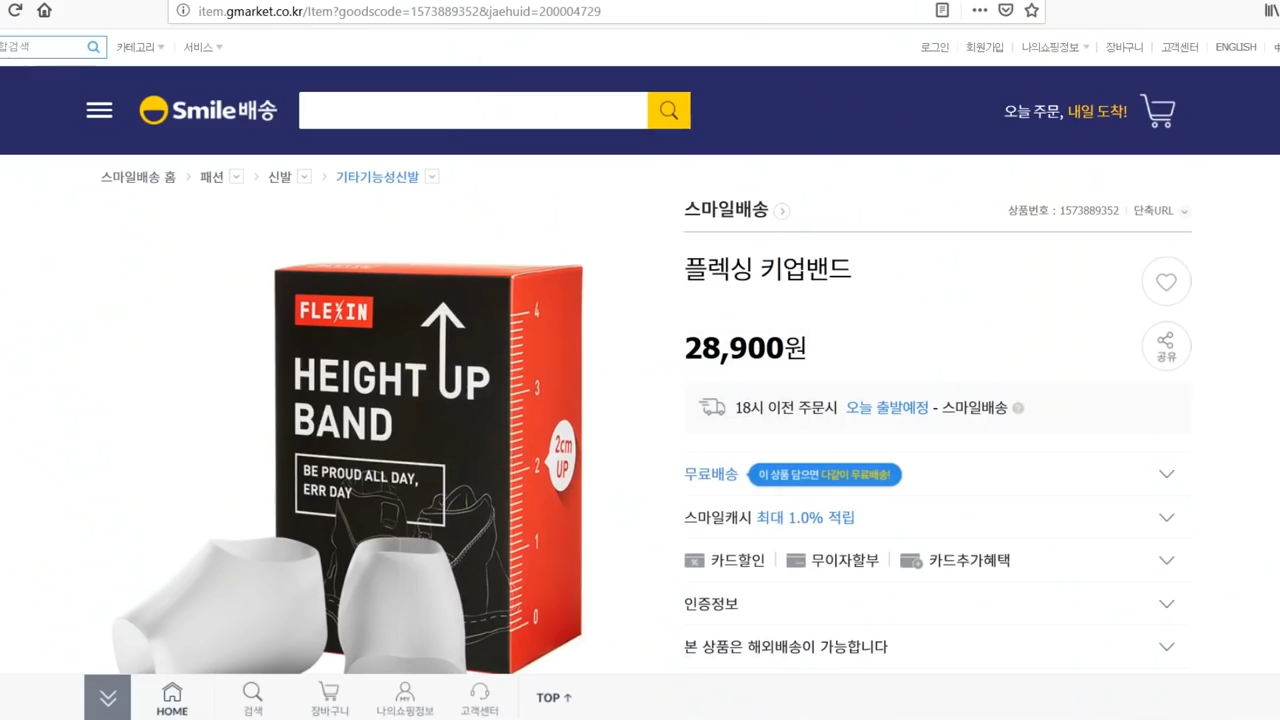 item.gmarket.co.kr/Item?goodscode=1573889352&jaehuid=200004729
합검색 카테고리 서비스 로그인 회원가입 나의쇼핑정보 장바구니 고객센터 ENGLISH
Smile배송 오늘 주문, 내일 도착!
스마일배송 홈 패션 신발 기타기능성신발
스마일배송 상품번호 : 1573889352 단축URL
플렉싱 키업밴드
28,900원
공유
18시 이전 주문시 오늘 출발예정 - 스마일배송
무료배송 이 상품 담으면 다같이 무료배송!
스마일캐시 최대 1.0% 적립
카드할인 무이자할부 카드추가혜택
인증정보
본 상품은 해외배송이 가능합니다
FLEXIN
HEIGHT UP
BAND
BE PROUD ALL DAY,
ERR DAY
4
3
2
1
0
2cm
UP
HOME 검색 장바구니 MY 나의쇼핑정보 고객센터 TOP